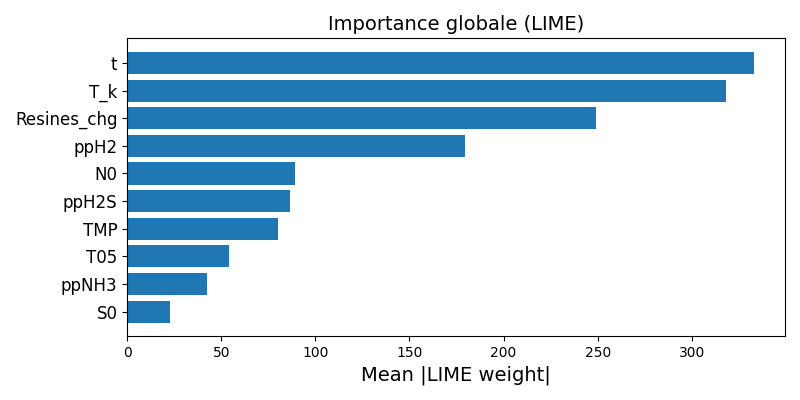 Importance globale (LIME)
t
T_k
Resines_chg
ppH2
N0
ppH2S
TMP
T05
ppNH3
S0
0 50 100 150 200 250 300
Mean |LIME weight|